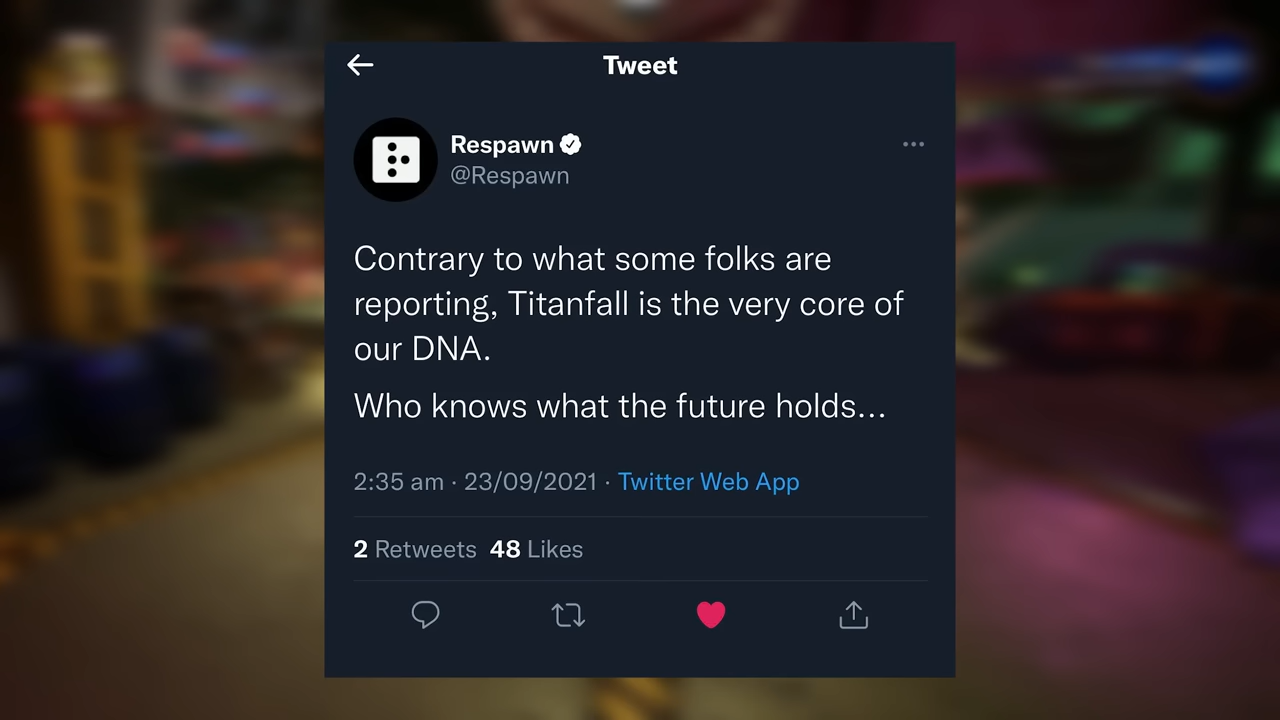 Tweet
Respawn
@Respawn
Contrary to what some folks are
reporting, Titanfall is the very core of
our DNA.
Who knows what the future holds...
2:35 am · 23/09/2021 · Twitter Web App
2 Retweets 48 Likes